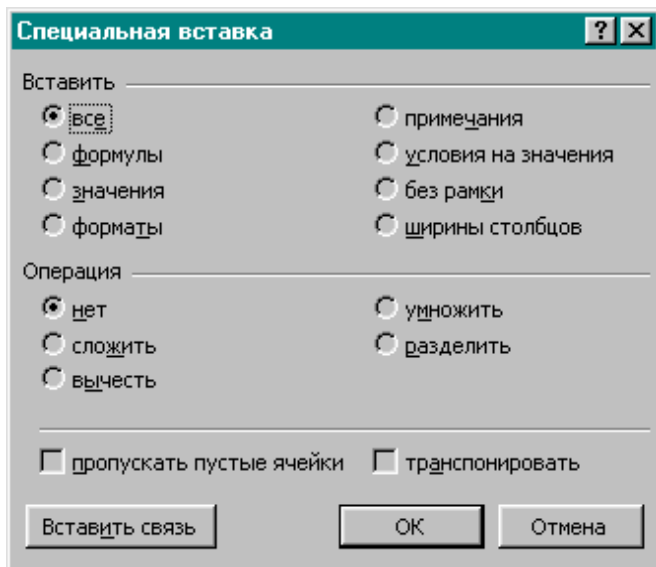 Специальная вставка
Вставить
все
примечания
формулы
условия на значения
значения
без рамки
форматы
ширины столбцов
Операция
нет
умножить
сложить
разделить
вычесть
пропускать пустые ячейки
транспонировать
Вставить связь
ОК
Отмена